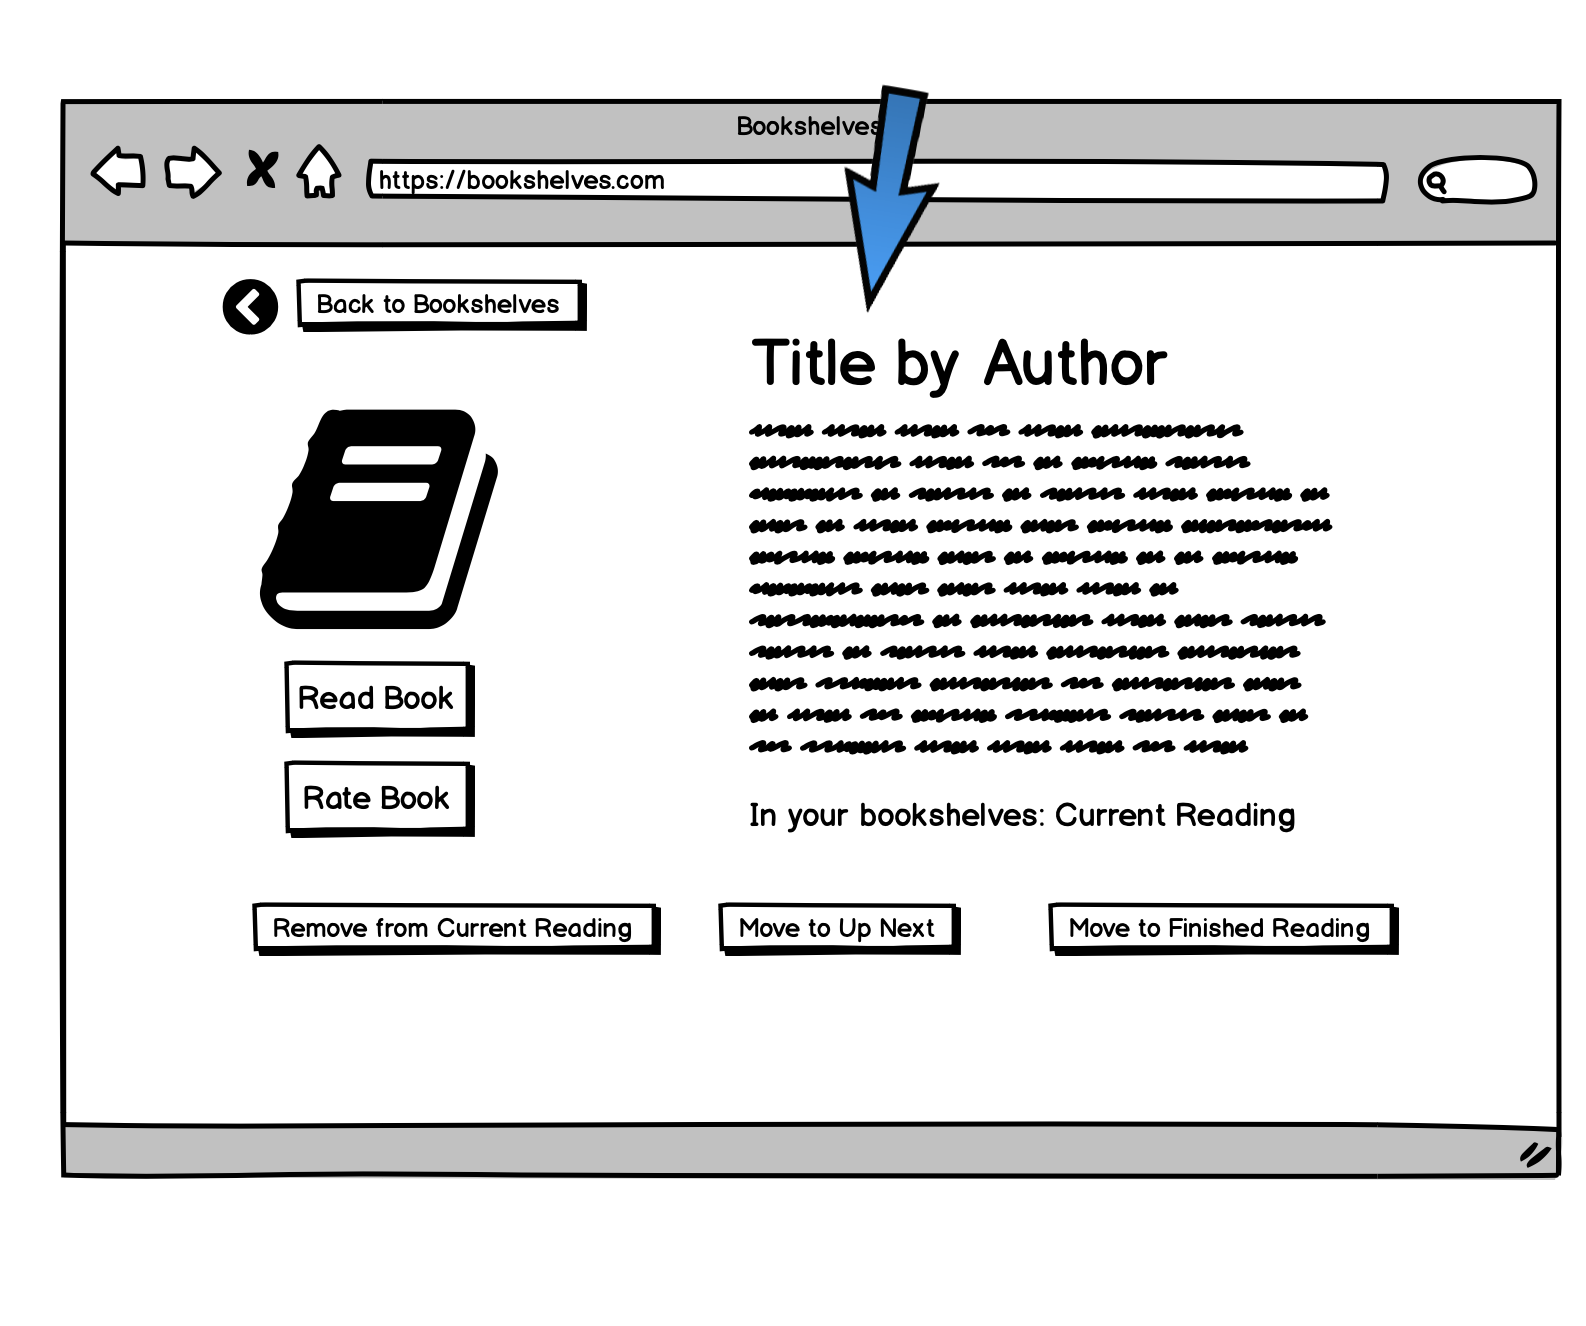 Bookshelves
https://bookshelves.com
Back to Bookshelves
Title by Author
Read Book
Rate Book
In your bookshelves: Current Reading
Remove from Current Reading
Move to Up Next
Move to Finished Reading